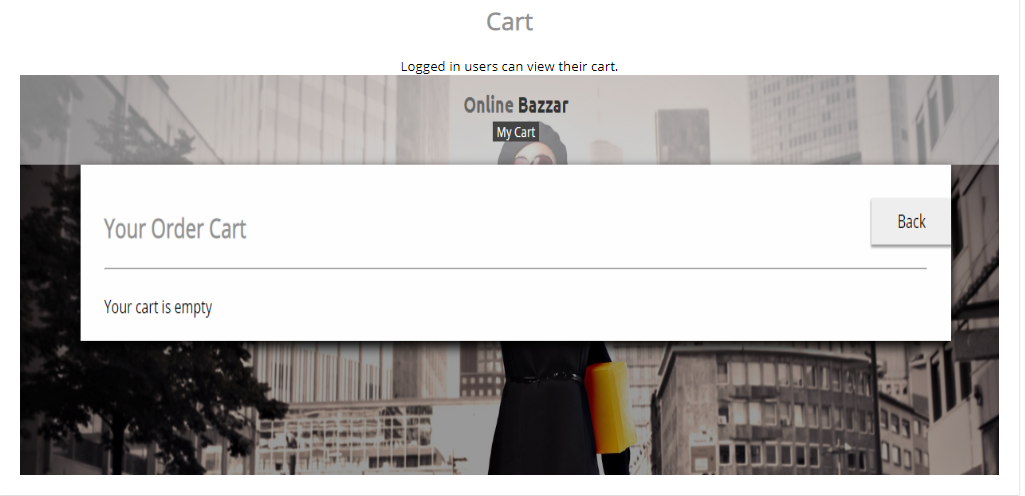 Cart
Logged in users can view their cart.
Online Bazzar
My Cart
Your Order Cart
Back
Your cart is empty